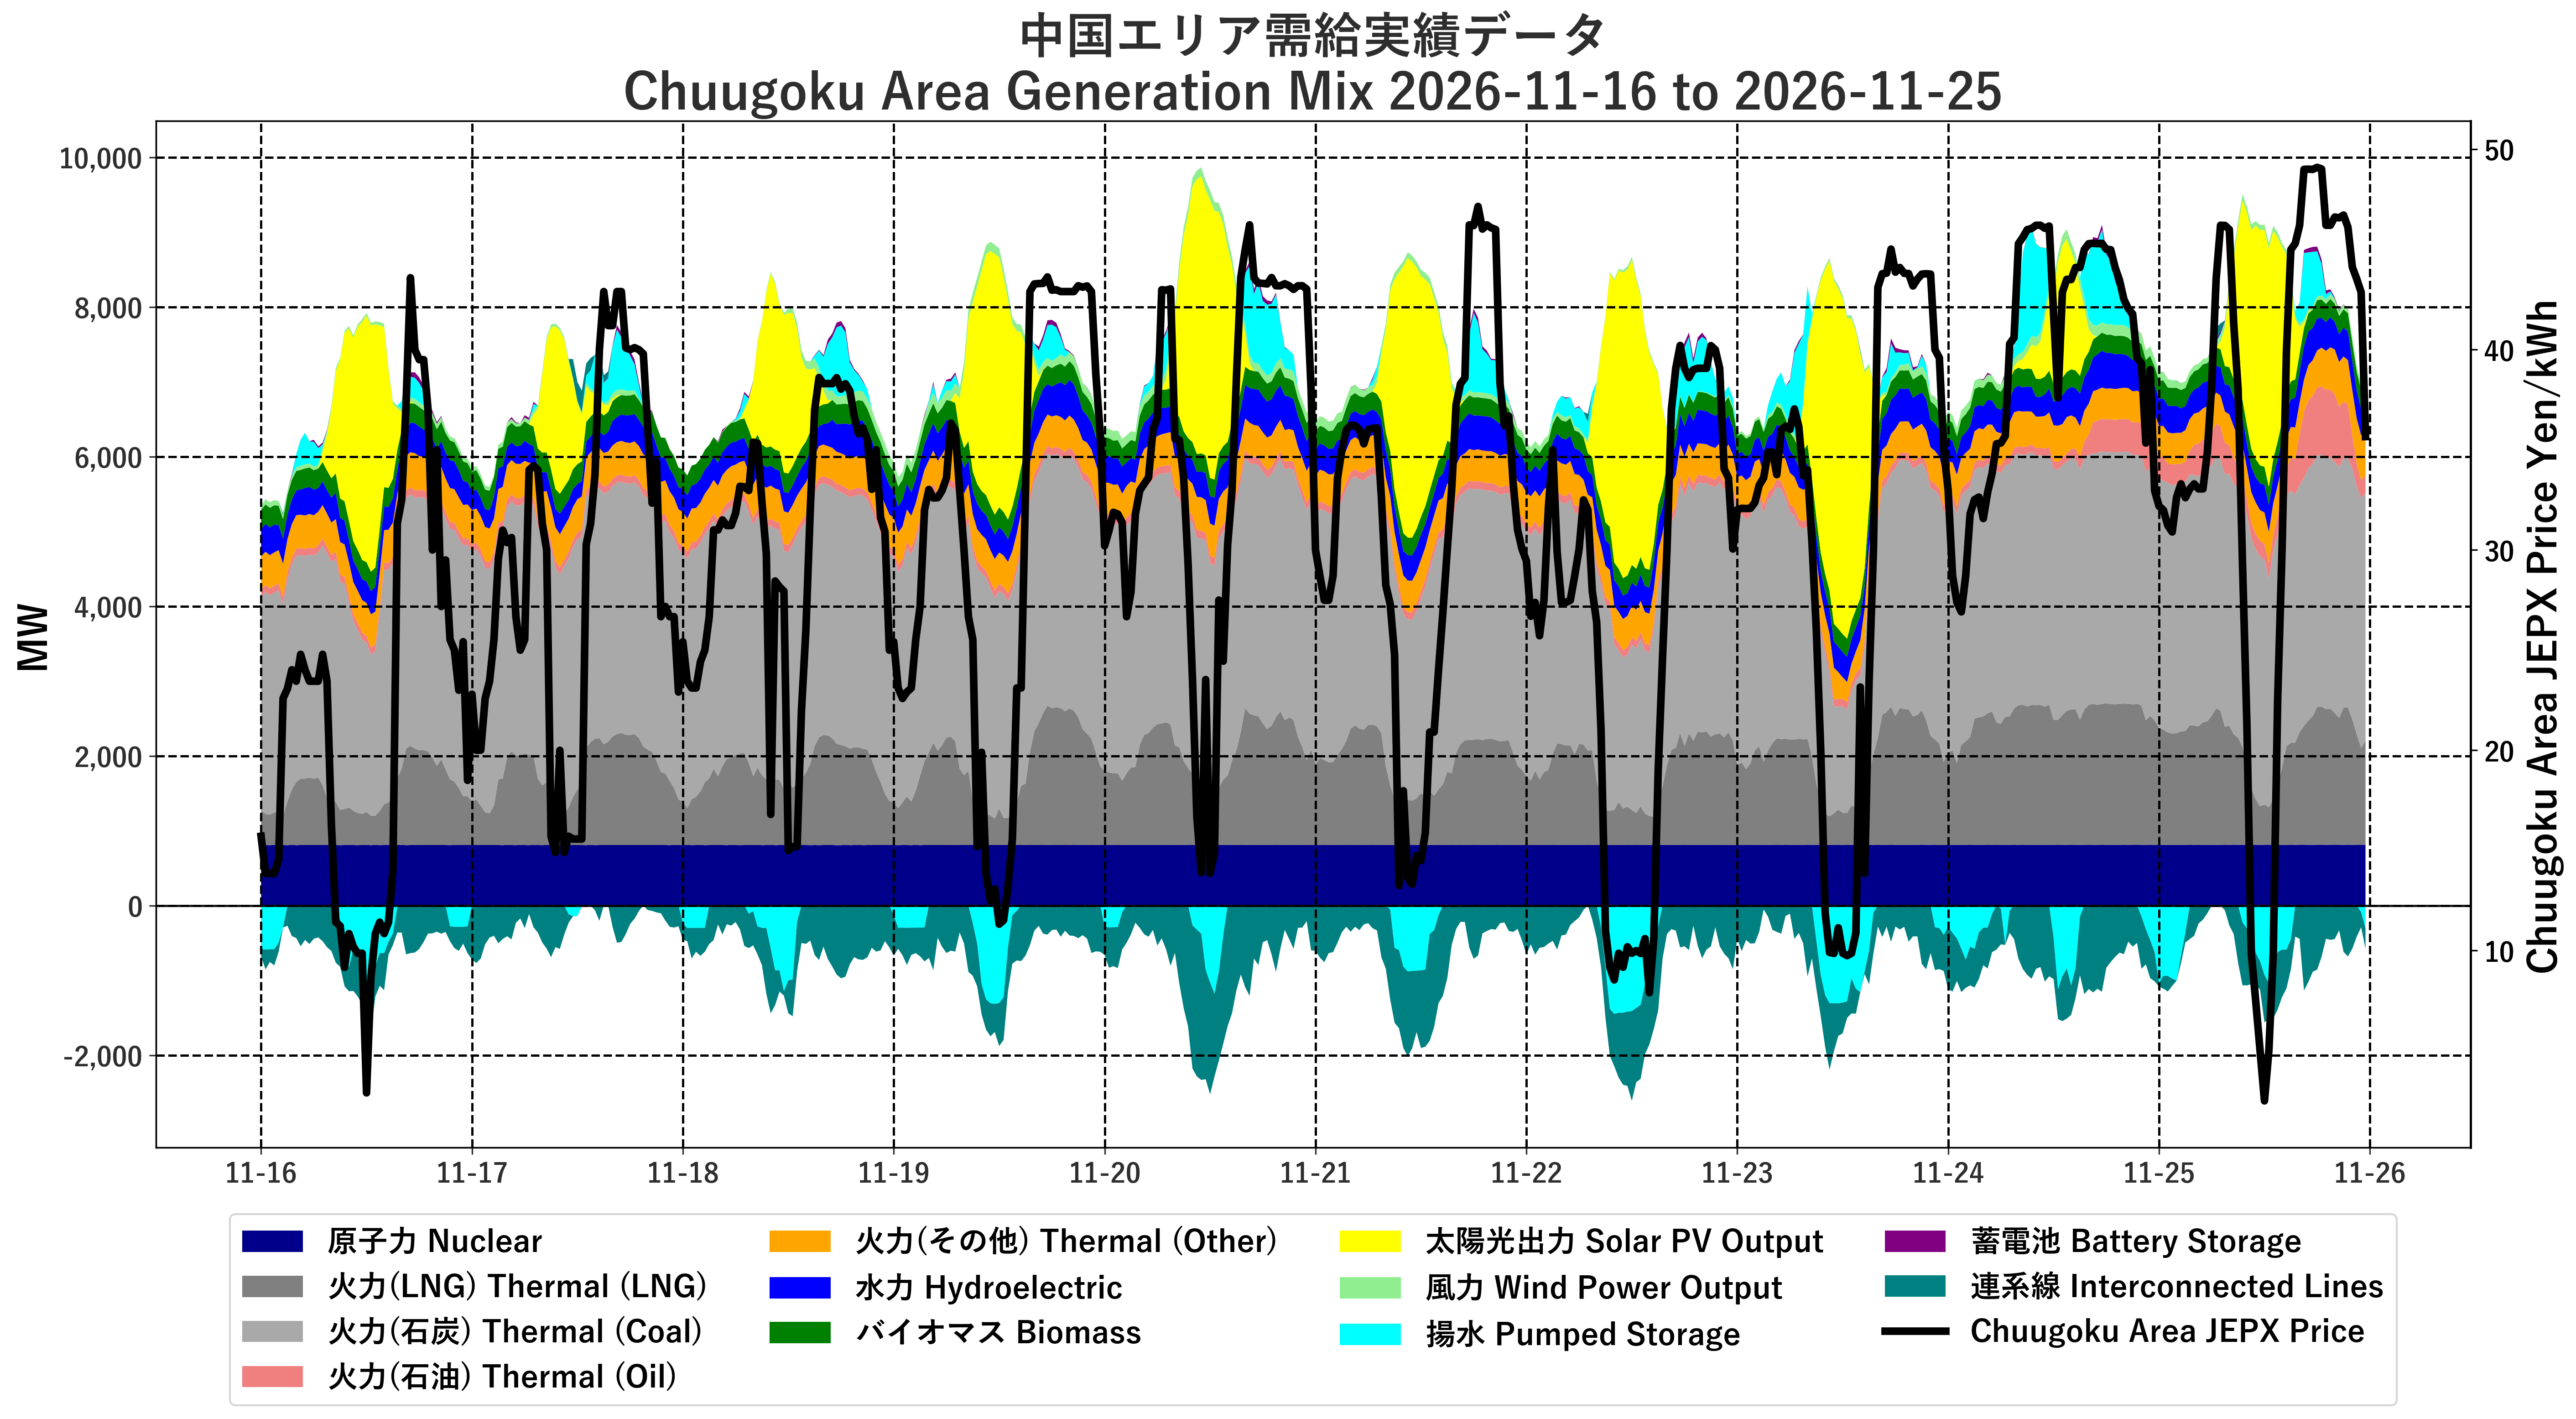 中国エリア需給実績データ
Chuugoku Area Generation Mix 2026-11-16 to 2026-11-25
MW
10,000
8,000
6,000
4,000
2,000
0
-2,000
50
40
30
20
10
Chuugoku Area JEPX Price Yen/kWh
11-16 11-17 11-18 11-19 11-20 11-21 11-22 11-23 11-24 11-25 11-26
原子力 Nuclear
火力(LNG) Thermal (LNG)
火力(石炭) Thermal (Coal)
火力(石油) Thermal (Oil)
火力(その他) Thermal (Other)
水力 Hydroelectric
バイオマス Biomass
太陽光出力 Solar PV Output
風力 Wind Power Output
揚水 Pumped Storage
蓄電池 Battery Storage
連系線 Interconnected Lines
Chuugoku Area JEPX Price